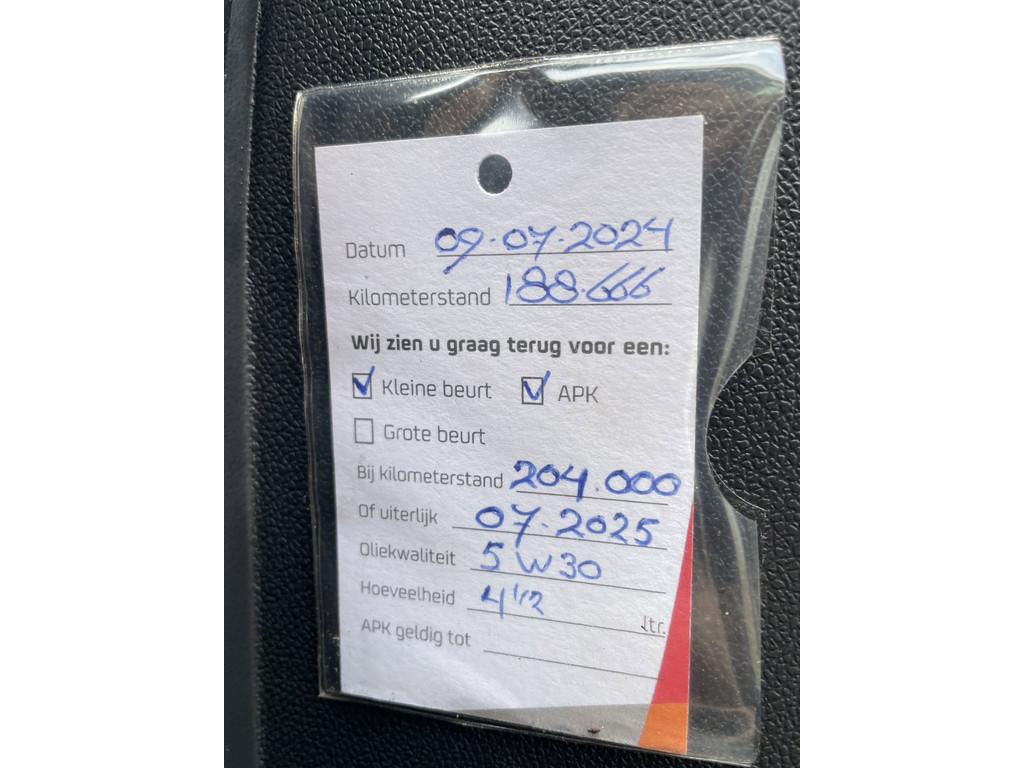 Datum 09-07-2024
Kilometerstand 188.666
Wij zien u graag terug voor een:
Kleine beurt APK
Grote beurt
Bij kilometerstand 204.000
Of uiterlijk 07-2025
Oliekwaliteit 5W30
Hoeveelheid 4 1/2 ltr.
APK geldig tot